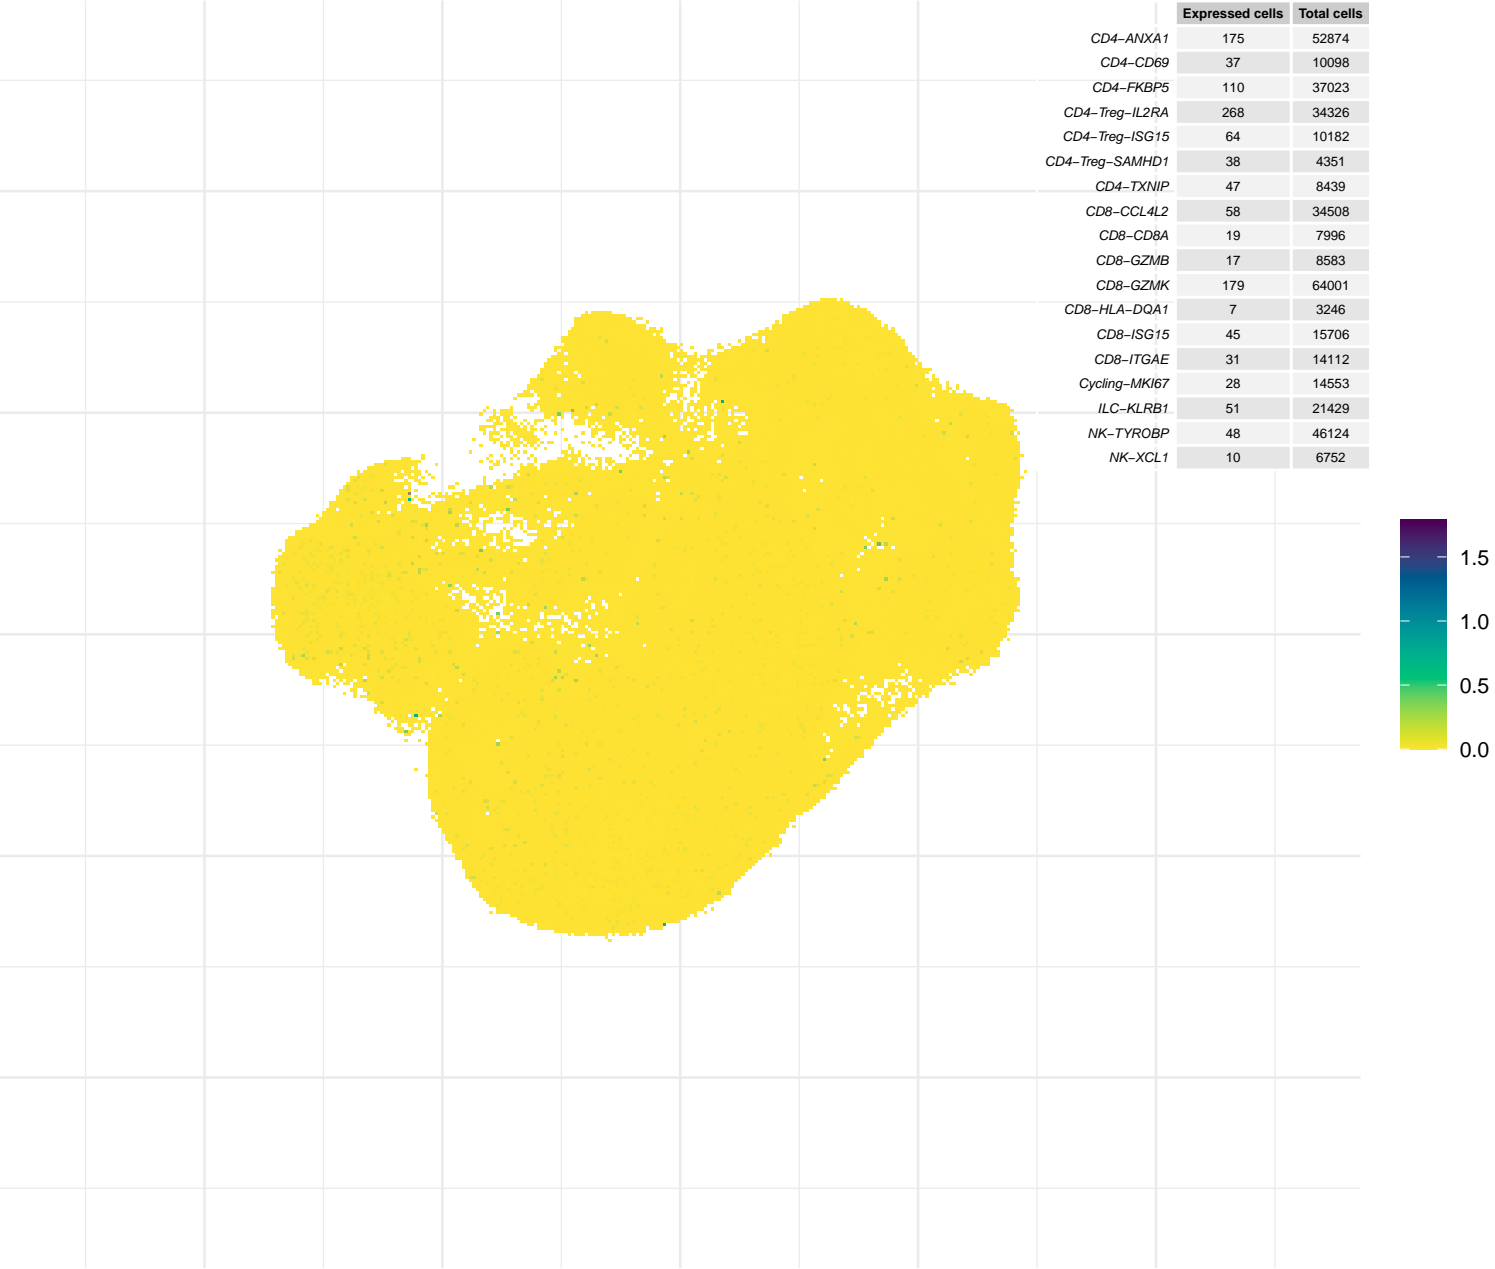 Expressed cells Total cells
CD4−ANXA1 175 52874
CD4−CD69 37 10098
CD4−FKBP5 110 37023
CD4−Treg−IL2RA 268 34326
CD4−Treg−ISG15 64 10182
CD4−Treg−SAMHD1 38 4351
CD4−TXNIP 47 8439
CD8−CCL4L2 58 34508
CD8−CD8A 19 7996
CD8−GZMB 17 8583
CD8−GZMK 179 64001
CD8−HLA−DQA1 7 3246
CD8−ISG15 45 15706
CD8−ITGAE 31 14112
Cycling−MKI67 28 14553
ILC−KLRB1 51 21429
NK−TYROBP 48 46124
NK−XCL1 10 6752
1.5
1.0
0.5
0.0